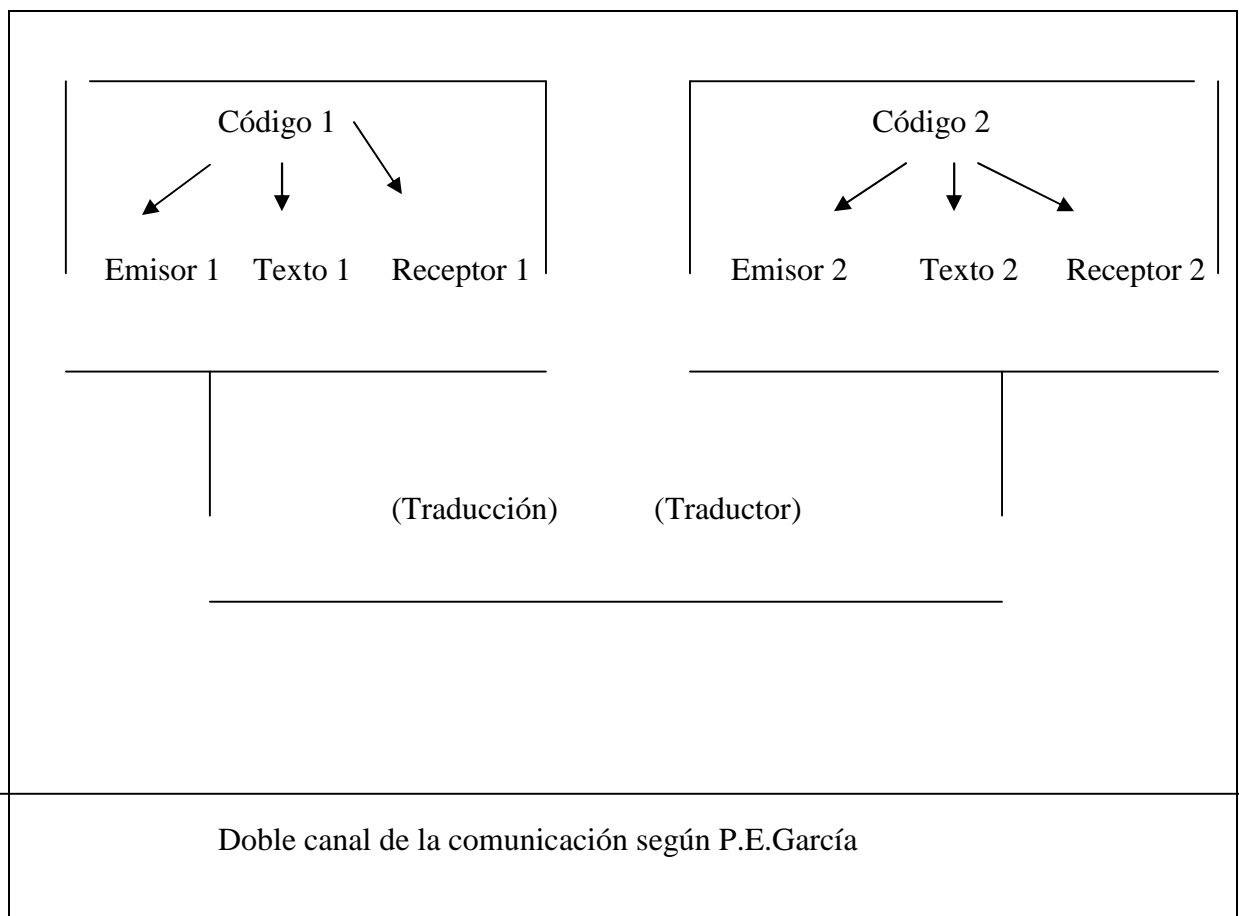 Código 1 Código 2
Emisor 1 Texto 1 Receptor 1 Emisor 2 Texto 2 Receptor 2
(Traducción) (Traductor)
Doble canal de la comunicación según P.E.García